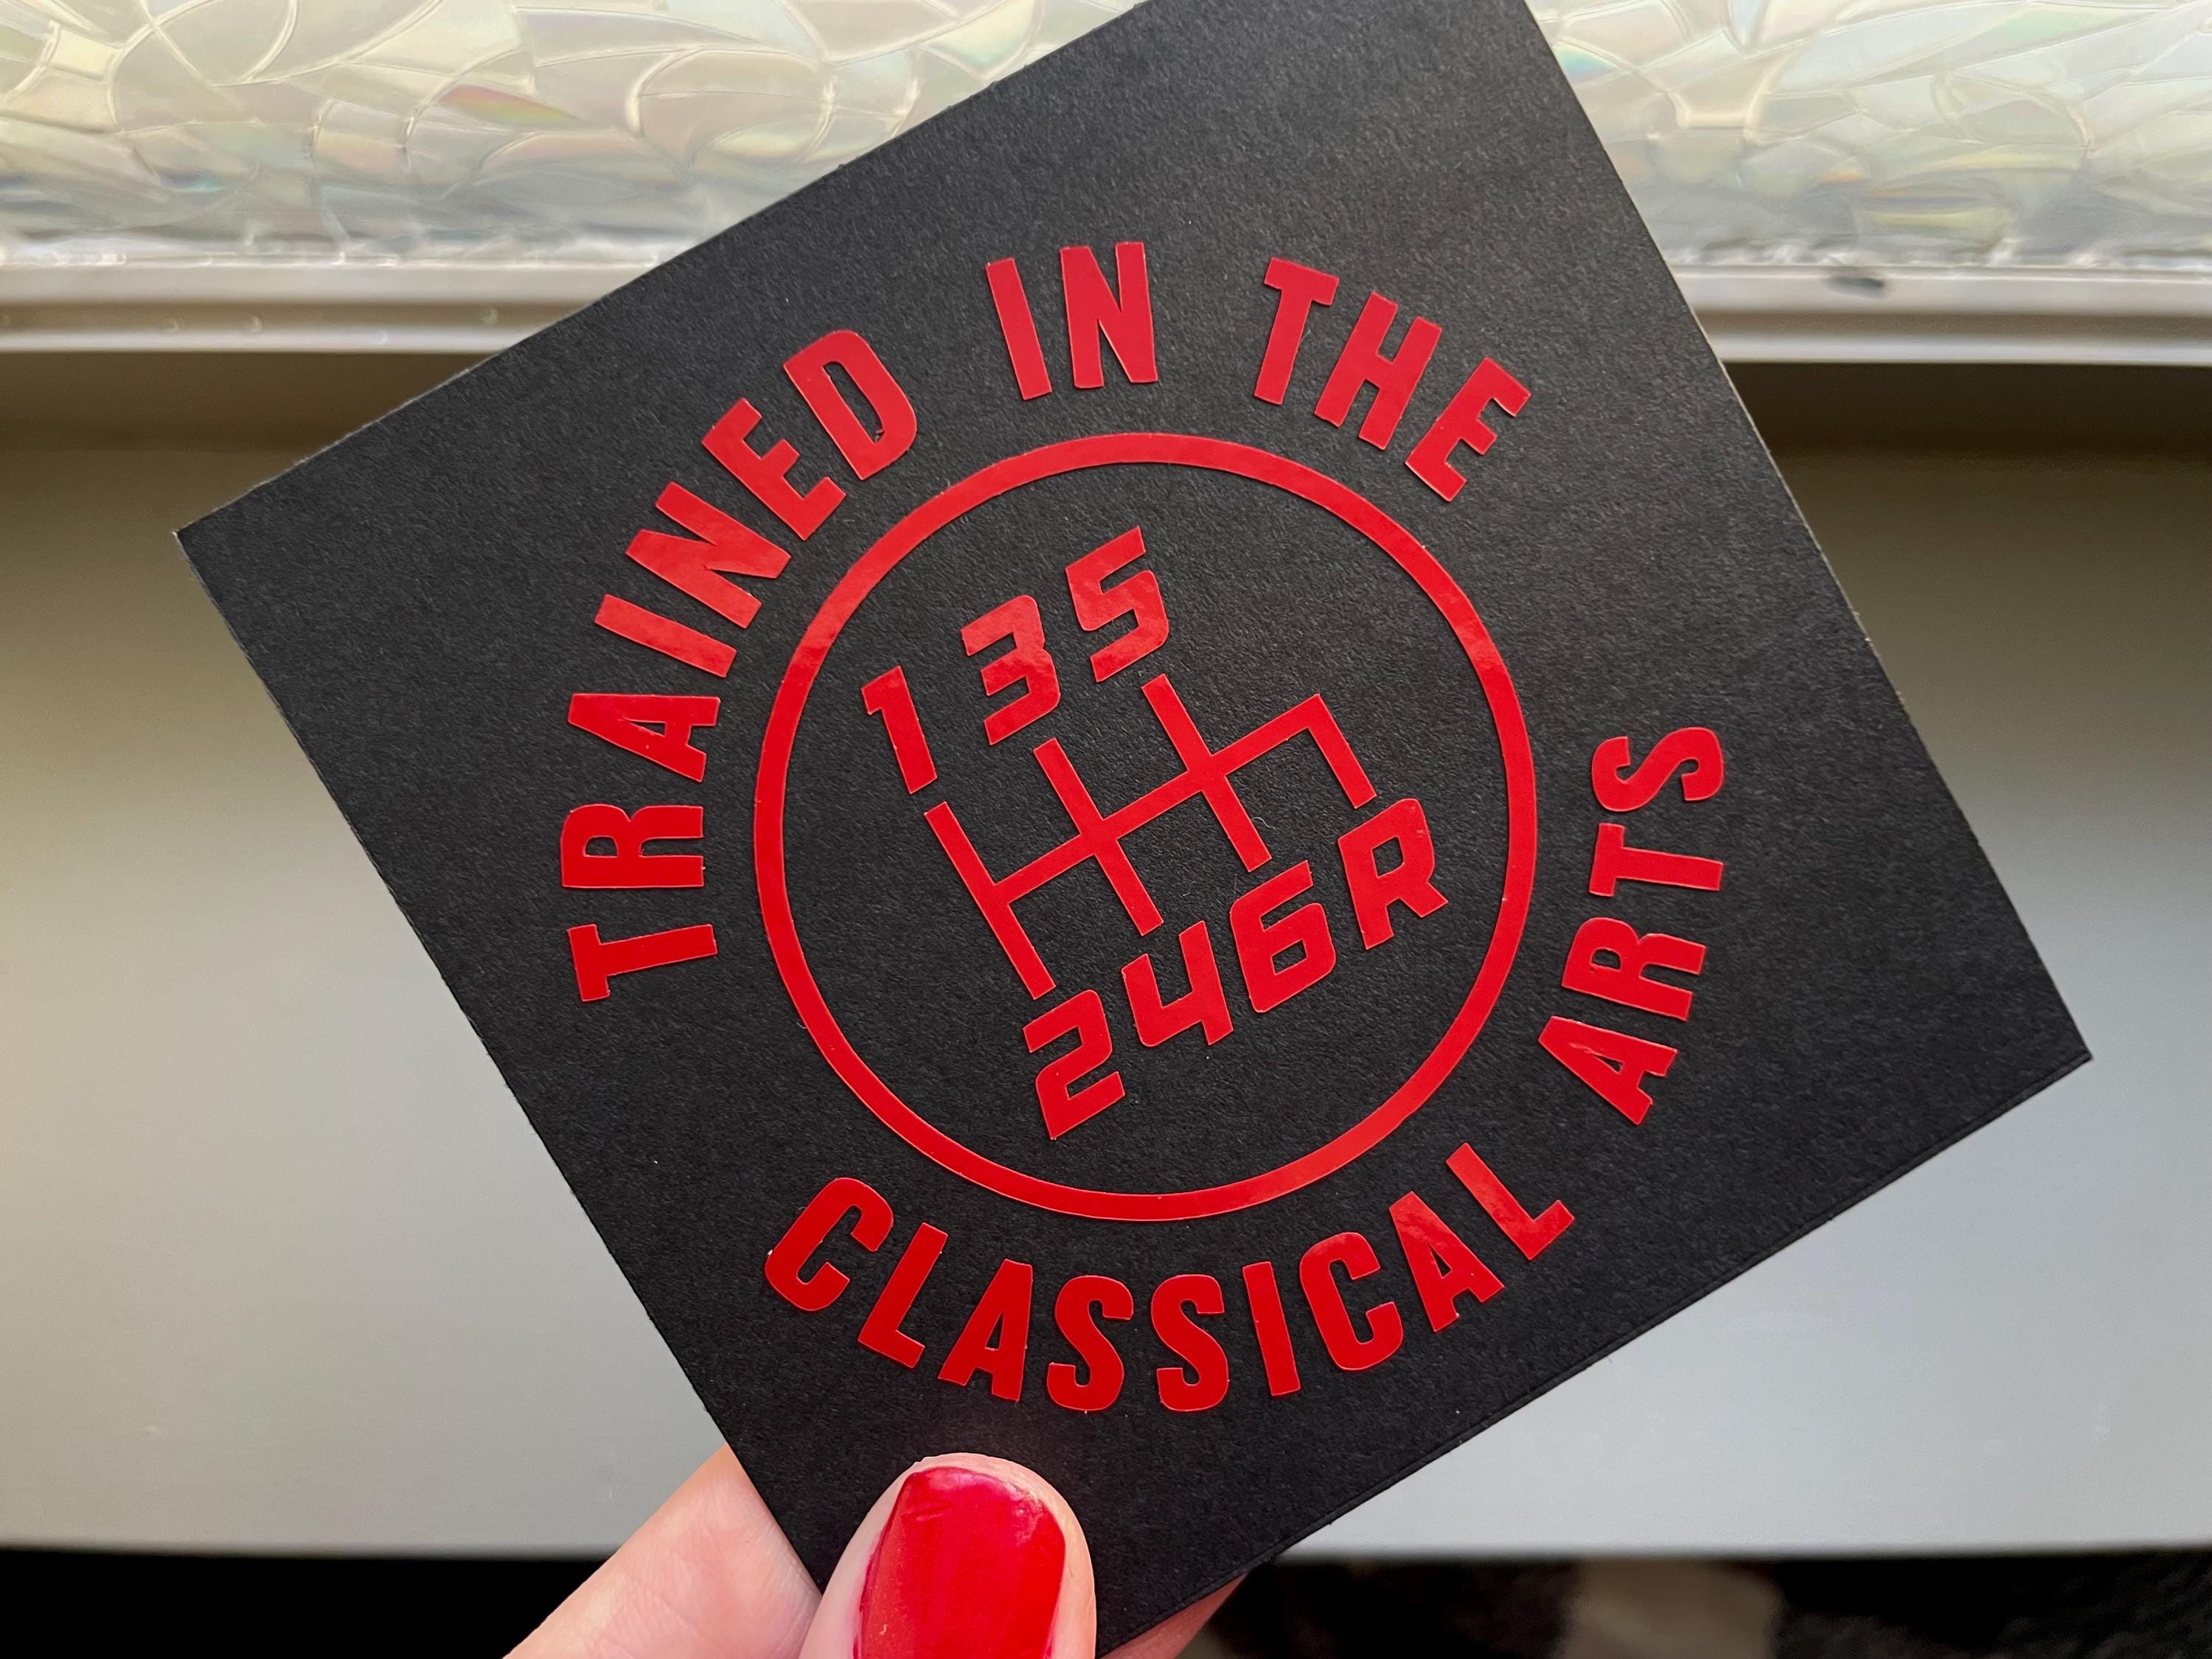 TRAINED IN THE
1 3 5
2 4 6 R
CLASSICAL ARTS